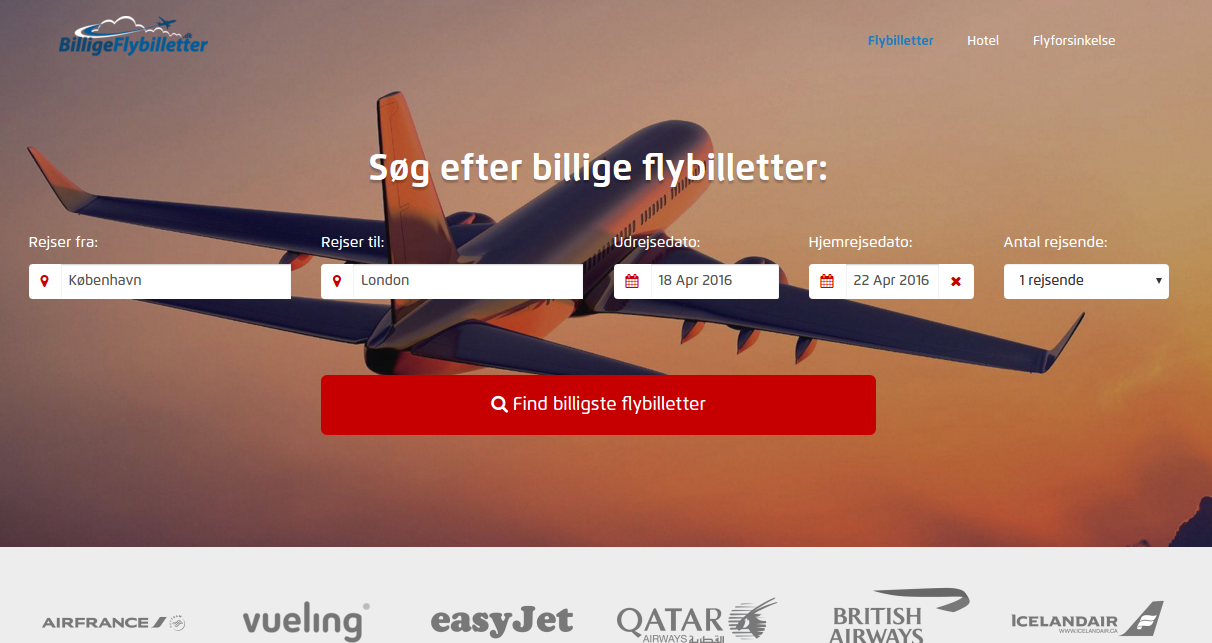 BilligeFlybilletter.dk
Flybilletter Hotel Flyforsinkelse
Søg efter billige flybilletter:
Rejser fra: Rejser til: Udrejsedato: Hjemrejsedato: Antal rejsende:
København London 18 Apr 2016 22 Apr 2016 1 rejsende
Find billigste flybilletter
AIRFRANCE vueling easyJet QATAR BRITISH ICELANDAIR
AIRWAYS القطرية AIRWAYS WWW.ICELANDAIR.CA